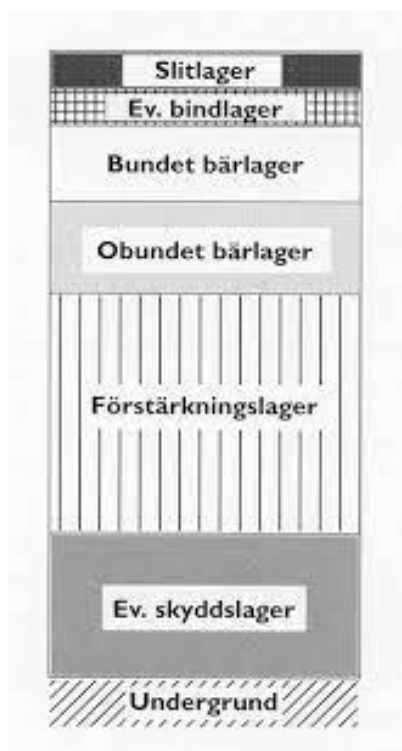 Slitlager
Ev. bindlager
Bundet bärlager
Obundet bärlager
Förstärkningslager
Ev. skyddslager
Undergrund